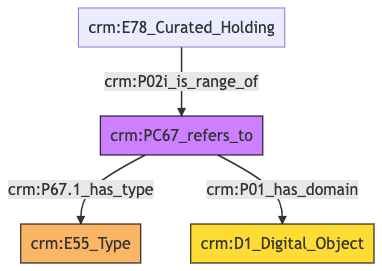 crm:E78_Curated_Holding
crm:P02i_is_range_of
crm:PC67_refers_to
crm:P67.1_has_type
crm:P01_has_domain
crm:E55_Type
crm:D1_Digital_Object